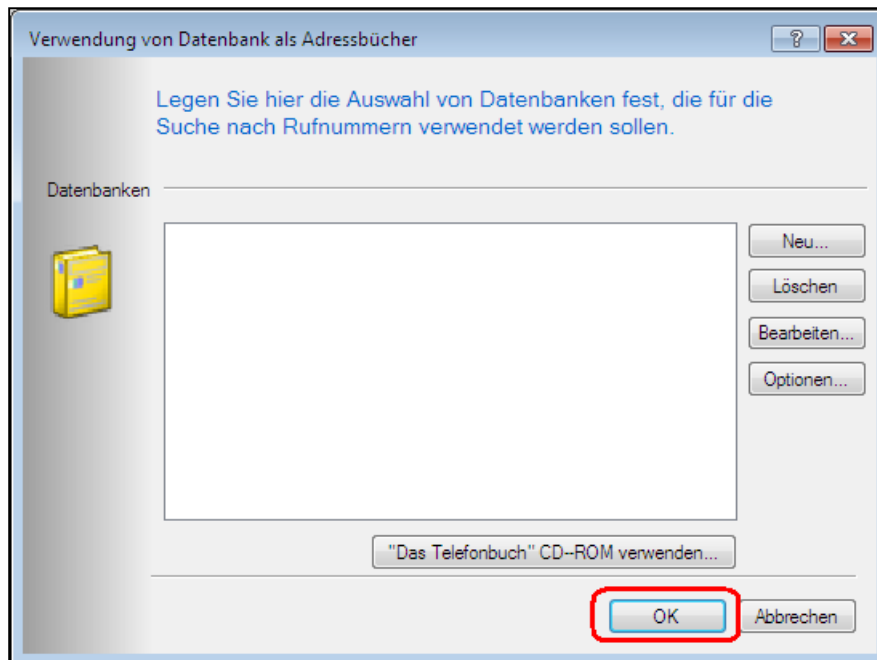 Verwendung von Datenbank als Adressbücher
Legen Sie hier die Auswahl von Datenbanken fest, die für die
Suche nach Rufnummern verwendet werden sollen.
Datenbanken
Neu...
Löschen
Bearbeiten...
Optionen...
"Das Telefonbuch" CD--ROM verwenden...
OK
Abbrechen